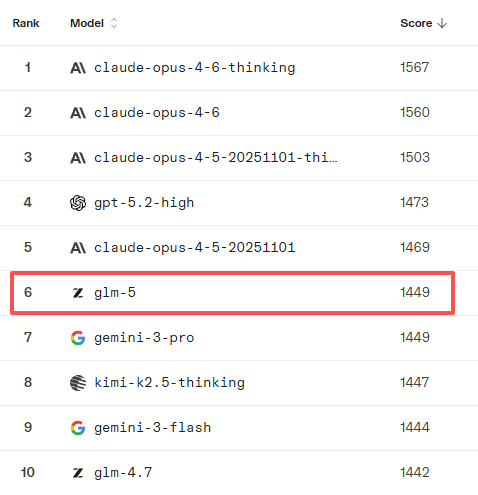 Rank Model Score
1 claude-opus-4-6-thinking 1567
2 claude-opus-4-6 1560
3 claude-opus-4-5-20251101-thi… 1503
4 gpt-5.2-high 1473
5 claude-opus-4-5-20251101 1469
6 glm-5 1449
7 gemini-3-pro 1449
8 kimi-k2.5-thinking 1447
9 gemini-3-flash 1444
10 glm-4.7 1442